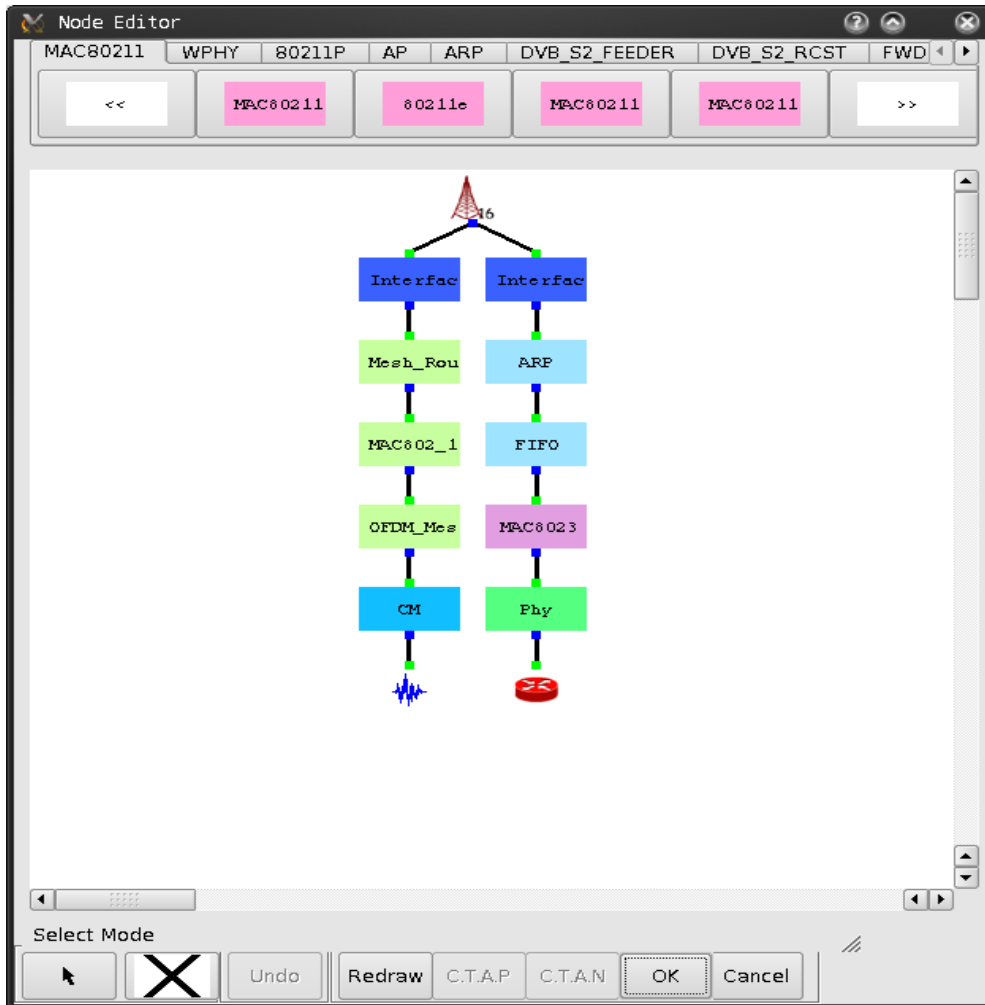 Node Editor
MAC80211 WPHY 80211P AP ARP DVB_S2_FEEDER DVB_S2_RCST FWD
<< MAC80211 80211e MAC80211 MAC80211 >>
16
Interfac Interfac
Mesh_Rou ARP
MAC802_1 FIFO
OFDM_Mes MAC8023
CM Phy
Select Mode
Undo Redraw C.T.A.P C.T.A.N OK Cancel